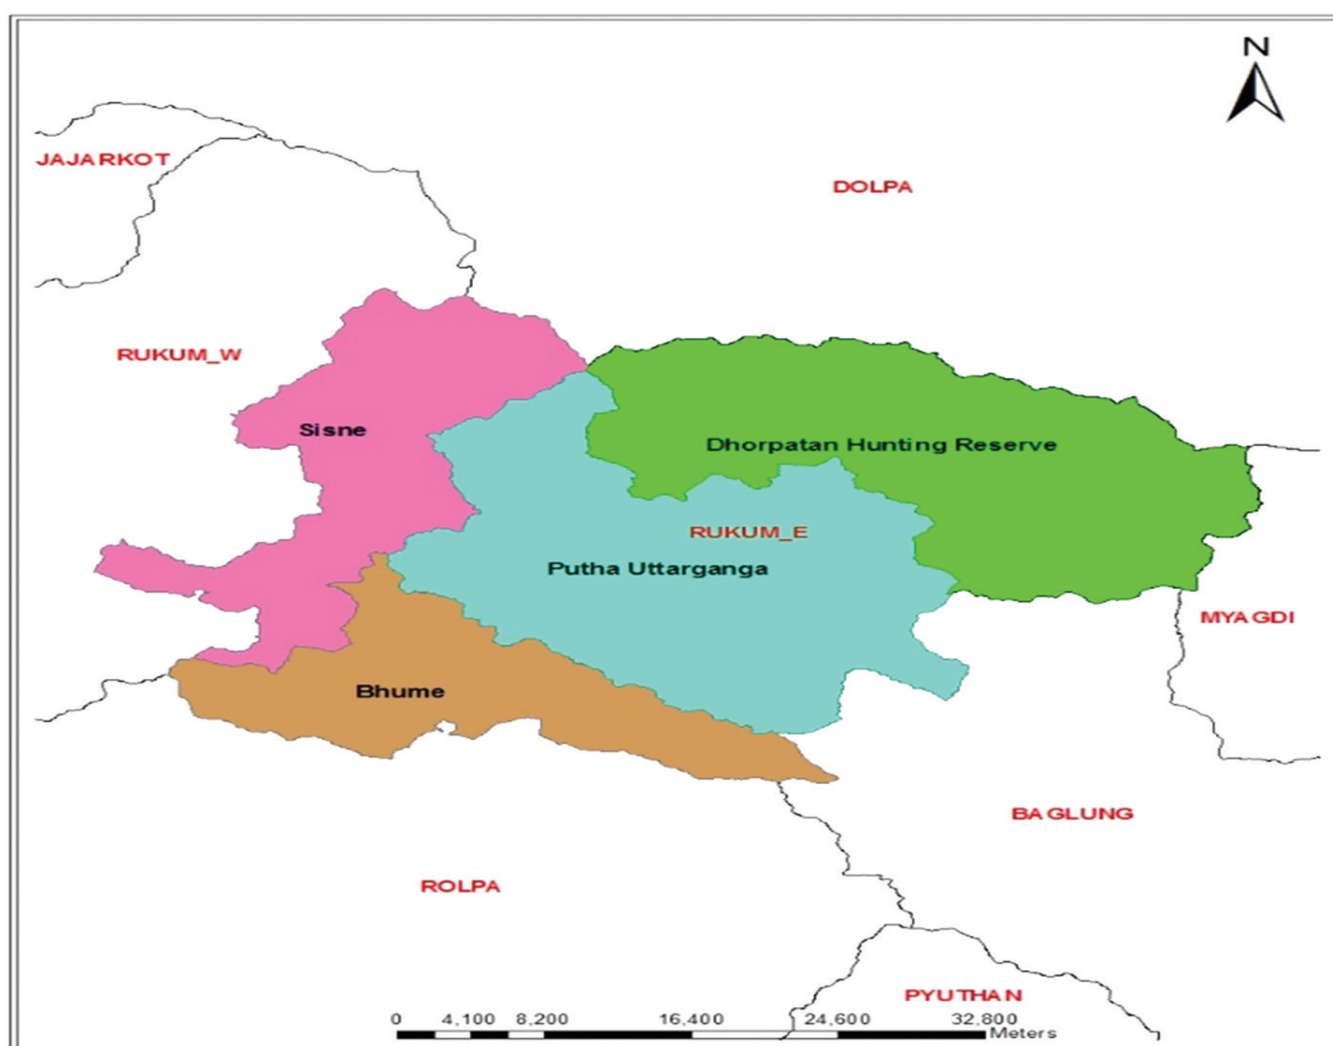 N
JAJARKOT
DOLPA
RUKUM_W
Sisne
Dhorpatan Hunting Reserve
RUKUM_E
Putha Uttarganga
MYAGDI
Bhume
BAGLUNG
ROLPA
PYUTHAN
0 4,100 8,200 16,400 24,600 32,800
Meters